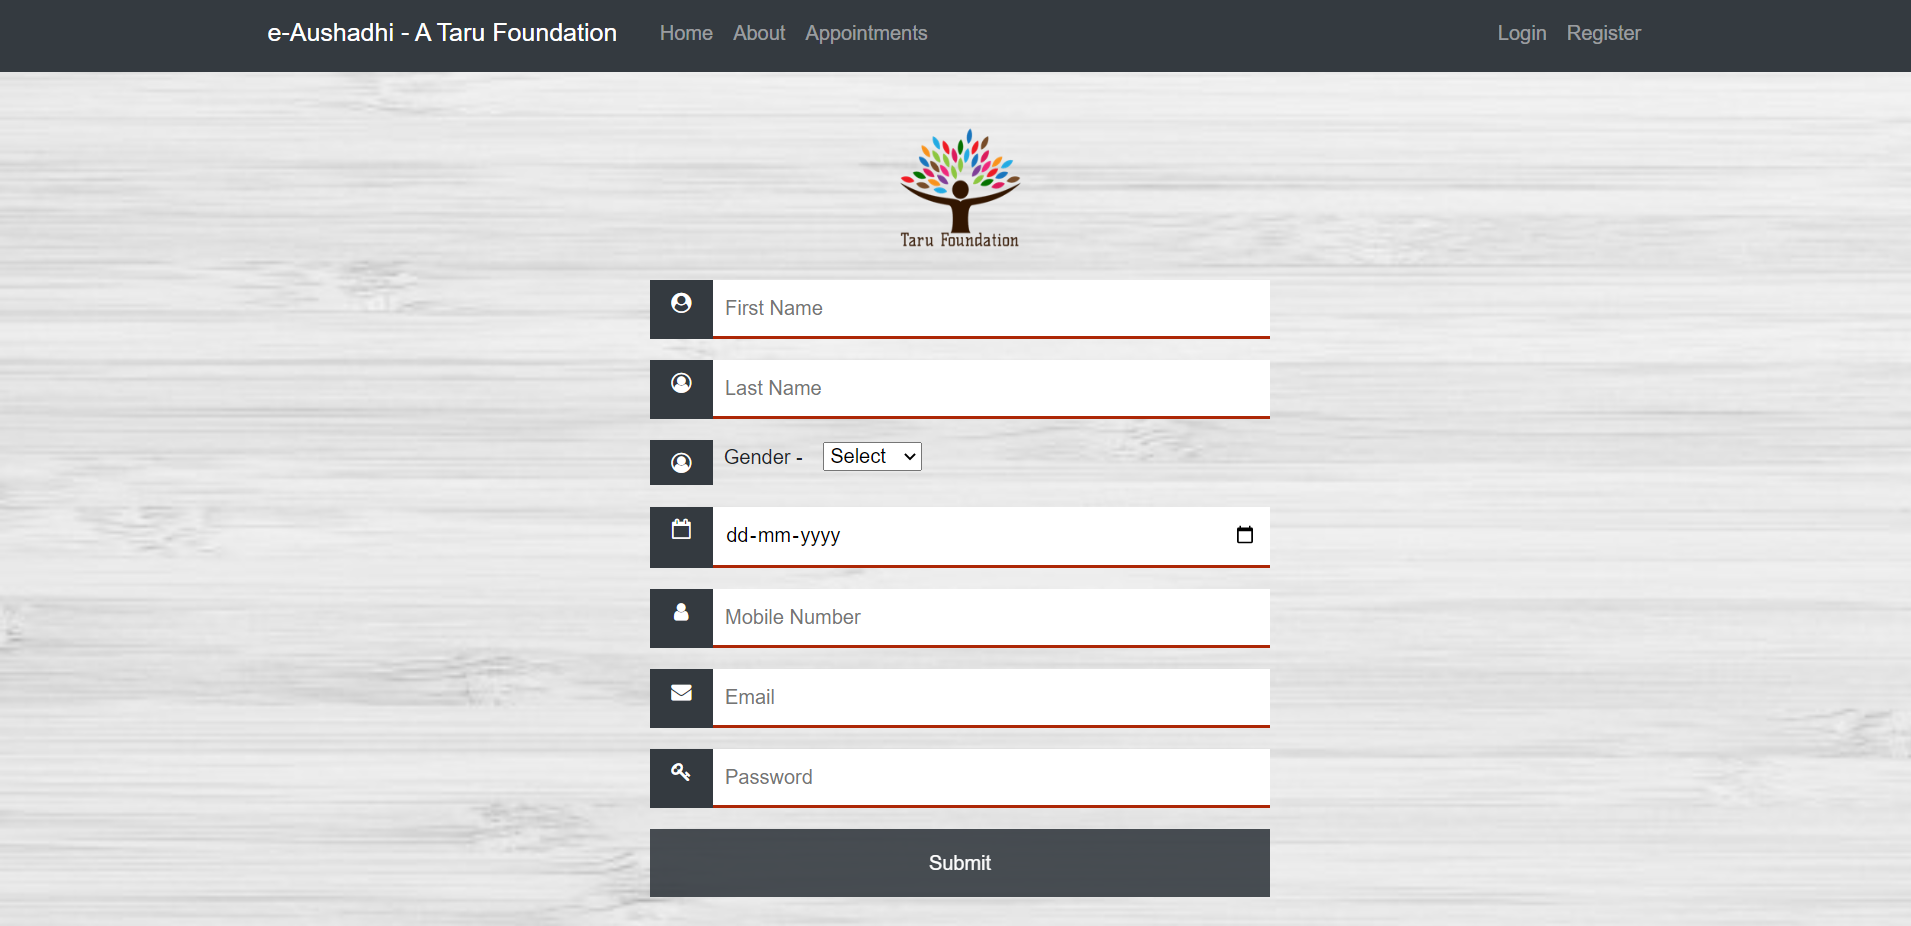 e-Aushadhi - A Taru Foundation Home About Appointments Login Register
Taru Foundation
First Name
Last Name
Gender - Select
dd-mm-yyyy
Mobile Number
Email
Password
Submit